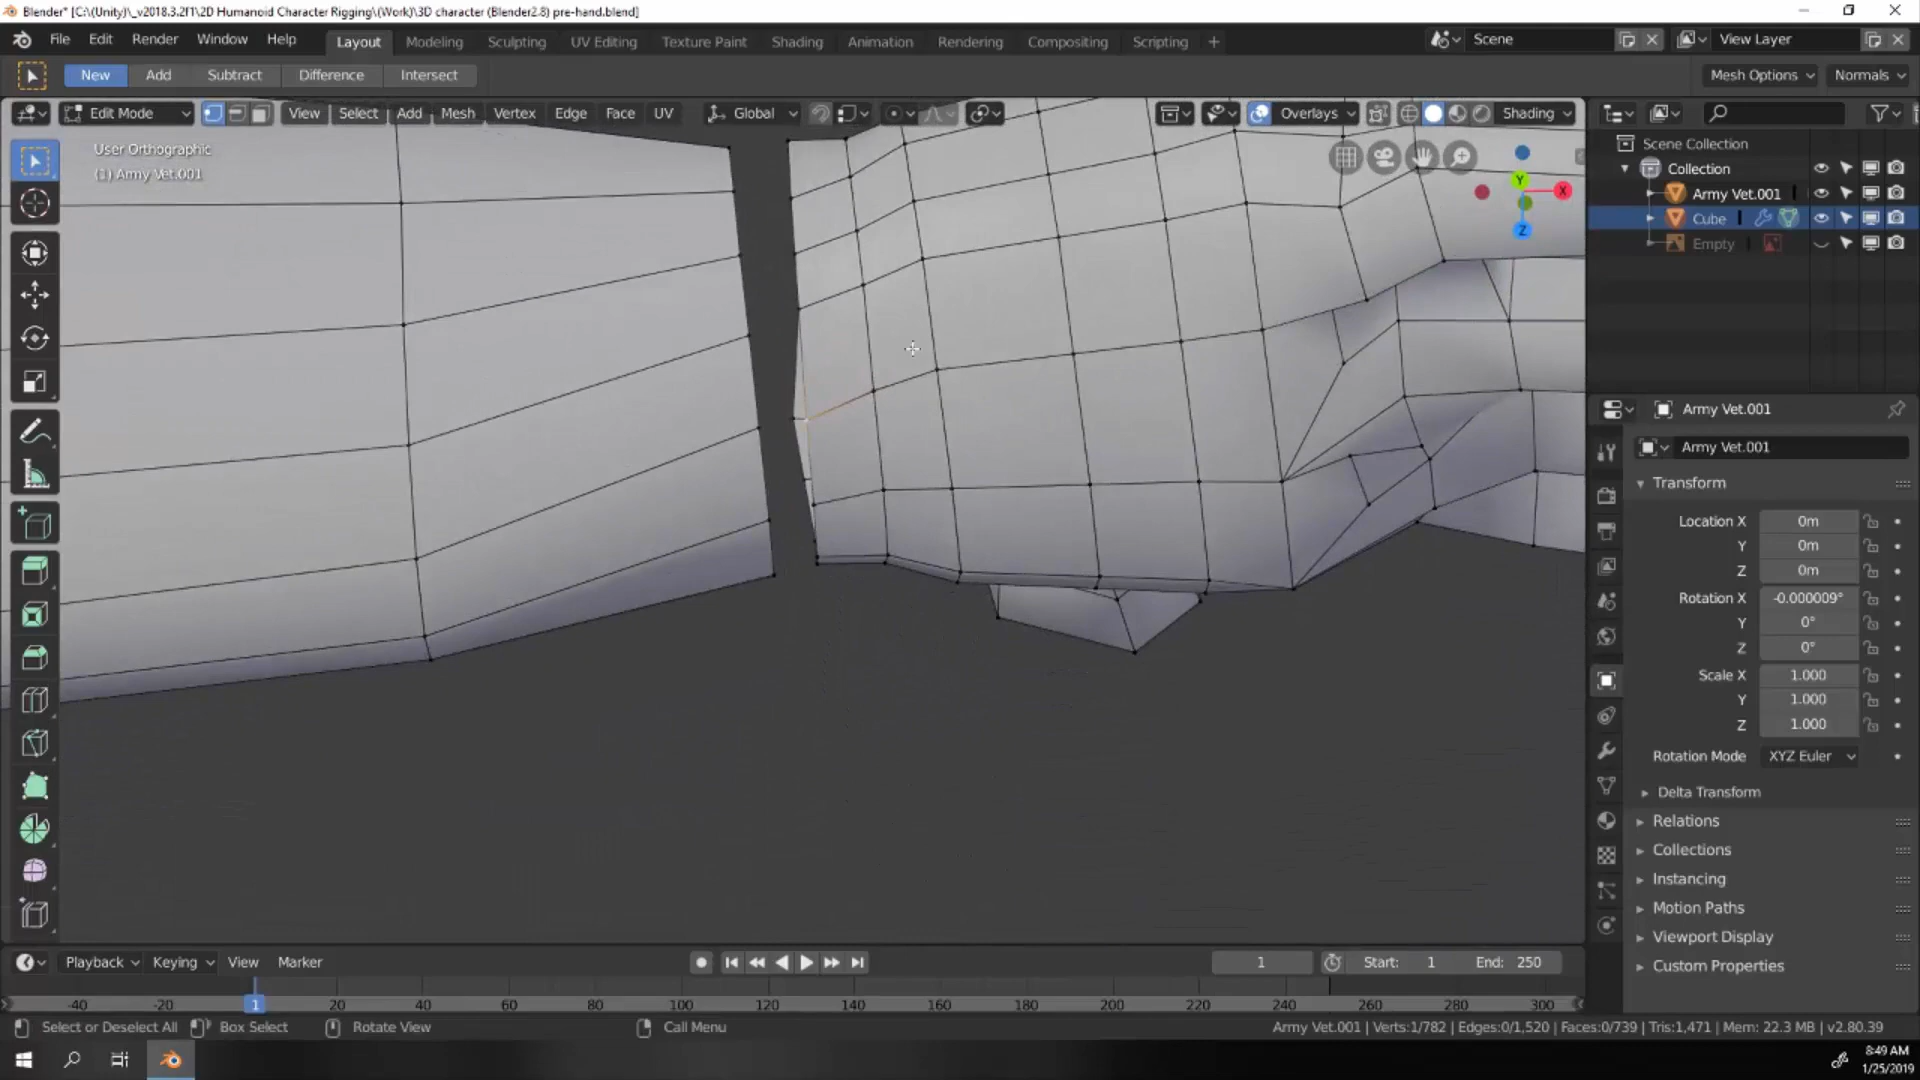 Blender* [C:\(Unity)\_v2018.3.2f1\2D Humanoid Character Rigging\(Work)\3D character (Blender2.8) pre-hand.blend]
File Edit Render Window Help Layout Modeling Sculpting UV Editing Texture Paint Shading Animation Rendering Compositing Scripting + Scene View Layer
New Add Subtract Difference Intersect Mesh Options Normals
Edit Mode View Select Add Mesh Vertex Edge Face UV Global Overlays Shading
User Orthographic
(1) Army Vet.001
Y X Z
Scene Collection
Collection
Army Vet.001
Cube
Empty
Army Vet.001
Army Vet.001
Transform
Location X 0m
Y 0m
Z 0m
Rotation X -0.000009°
Y 0°
Z 0°
Scale X 1.000
Y 1.000
Z 1.000
Rotation Mode XYZ Euler
Delta Transform
Relations
Collections
Instancing
Motion Paths
Viewport Display
Custom Properties
Playback Keying View Marker 1 Start: 1 End: 250
-40 -20 1 20 40 60 80 100 120 140 160 180 200 220 240 260 280 300
Select or Deselect All Box Select Rotate View Call Menu Army Vet.001 | Verts:1/782 | Edges:0/1,520 | Faces:0/739 | Tris:1,471 | Mem: 22.3 MB | v2.80.39
8:49 AM
1/25/2019